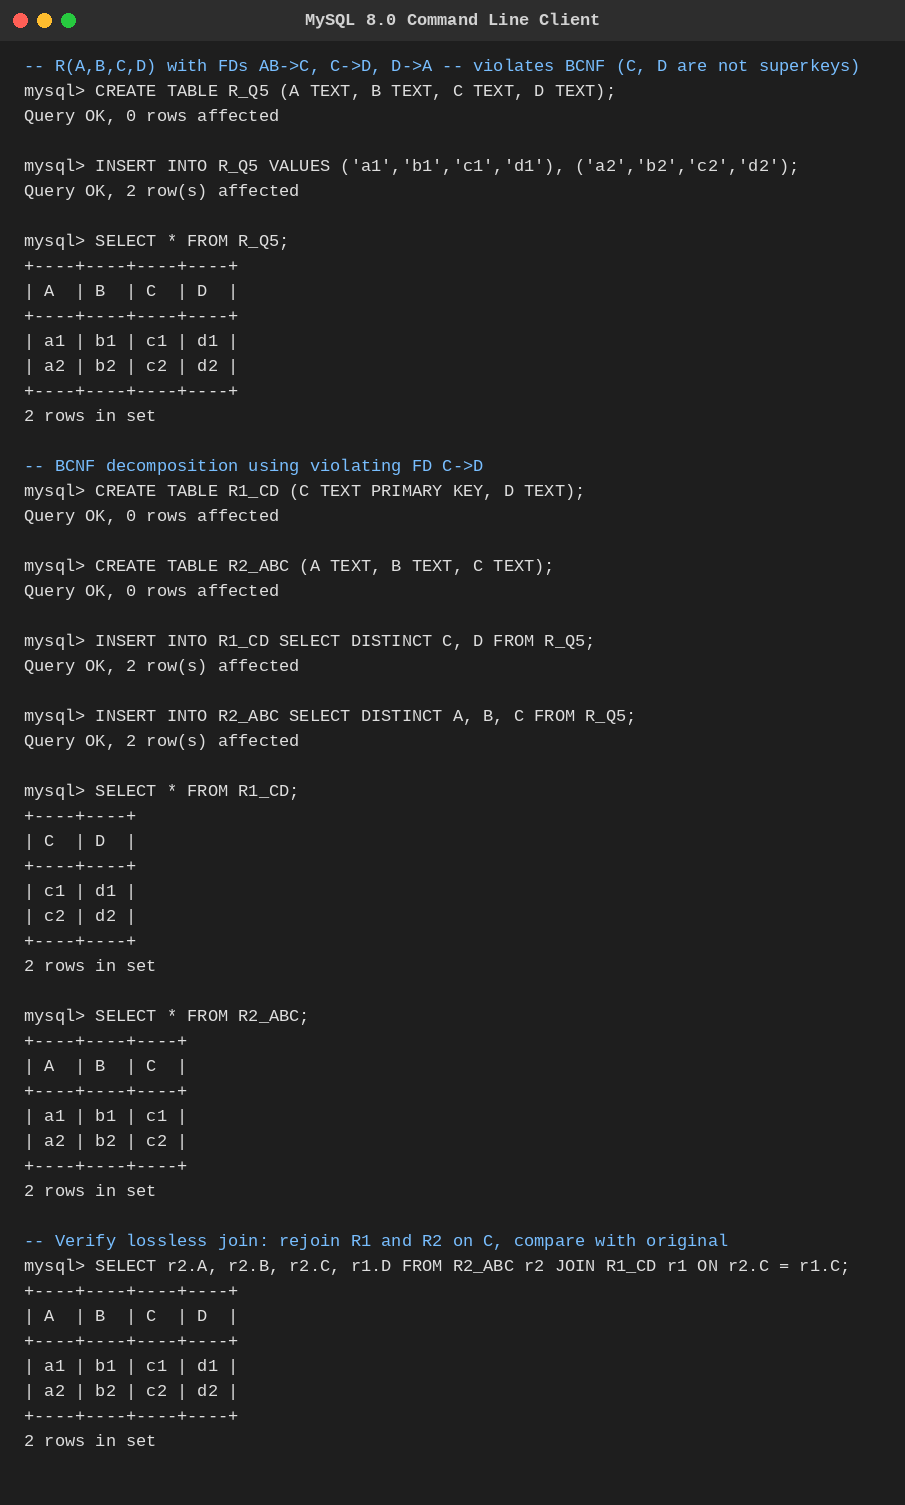 MySQL 8.0 Command Line Client
-- R(A,B,C,D) with FDs AB->C, C->D, D->A -- violates BCNF (C, D are not superkeys)
mysql> CREATE TABLE R_Q5 (A TEXT, B TEXT, C TEXT, D TEXT);
Query OK, 0 rows affected
mysql> INSERT INTO R_Q5 VALUES ('a1','b1','c1','d1'), ('a2','b2','c2','d2');
Query OK, 2 row(s) affected
mysql> SELECT * FROM R_Q5;
+----+----+----+----+
| A  | B  | C  | D  |
+----+----+----+----+
| a1 | b1 | c1 | d1 |
| a2 | b2 | c2 | d2 |
+----+----+----+----+
2 rows in set
-- BCNF decomposition using violating FD C->D
mysql> CREATE TABLE R1_CD (C TEXT PRIMARY KEY, D TEXT);
Query OK, 0 rows affected
mysql> CREATE TABLE R2_ABC (A TEXT, B TEXT, C TEXT);
Query OK, 0 rows affected
mysql> INSERT INTO R1_CD SELECT DISTINCT C, D FROM R_Q5;
Query OK, 2 row(s) affected
mysql> INSERT INTO R2_ABC SELECT DISTINCT A, B, C FROM R_Q5;
Query OK, 2 row(s) affected
mysql> SELECT * FROM R1_CD;
+----+----+
| C  | D  |
+----+----+
| c1 | d1 |
| c2 | d2 |
+----+----+
2 rows in set
mysql> SELECT * FROM R2_ABC;
+----+----+----+
| A  | B  | C  |
+----+----+----+
| a1 | b1 | c1 |
| a2 | b2 | c2 |
+----+----+----+
2 rows in set
-- Verify lossless join: rejoin R1 and R2 on C, compare with original
mysql> SELECT r2.A, r2.B, r2.C, r1.D FROM R2_ABC r2 JOIN R1_CD r1 ON r2.C = r1.C;
+----+----+----+----+
| A  | B  | C  | D  |
+----+----+----+----+
| a1 | b1 | c1 | d1 |
| a2 | b2 | c2 | d2 |
+----+----+----+----+
2 rows in set